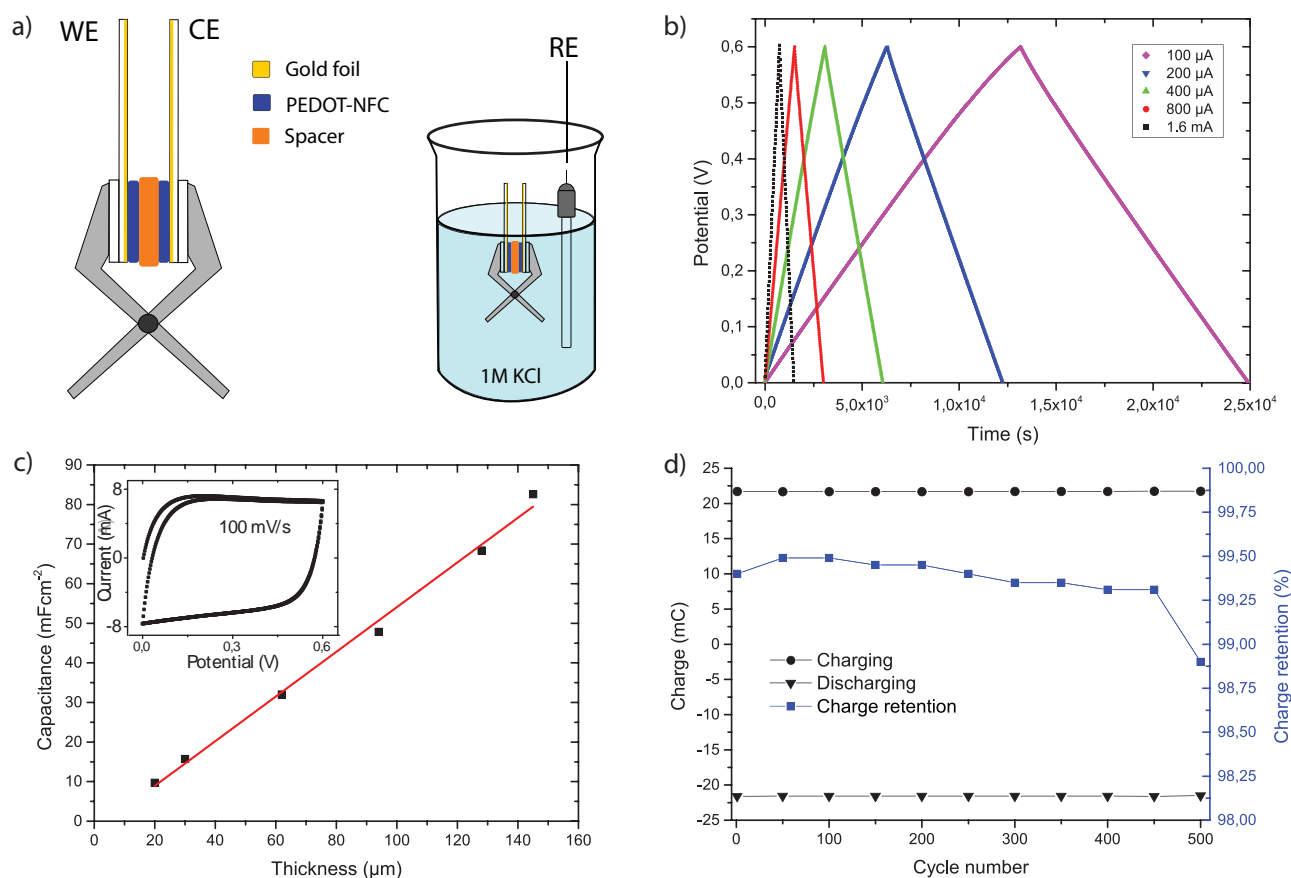 a)
WE
CE
Gold foil
PEDOT-NFC
Spacer
RE
1M KCl
b)
0,6
0,5
0,4
0,3
0,2
0,1
0,0
Potential (V)
100 µA
200 µA
400 µA
800 µA
1.6 mA
0,0 5,0x10³ 1,0x10⁴ 1,5x10⁴ 2,0x10⁴ 2,5x10⁴
Time (s)
c)
90
80
70
60
50
40
30
20
10
0
Capacitance (mFcm⁻²)
8
0
-8
Current (mA)
100 mV/s
0,0 0,3 0,6
Potential (V)
0 20 40 60 80 100 120 140 160
Thickness (µm)
d)
25
20
15
10
5
0
-5
-10
-15
-20
-25
Charge (mC)
Charging
Discharging
Charge retention
100,00
99,75
99,50
99,25
99,00
98,75
98,50
98,25
98,00
Charge retention (%)
0 100 200 300 400 500
Cycle number